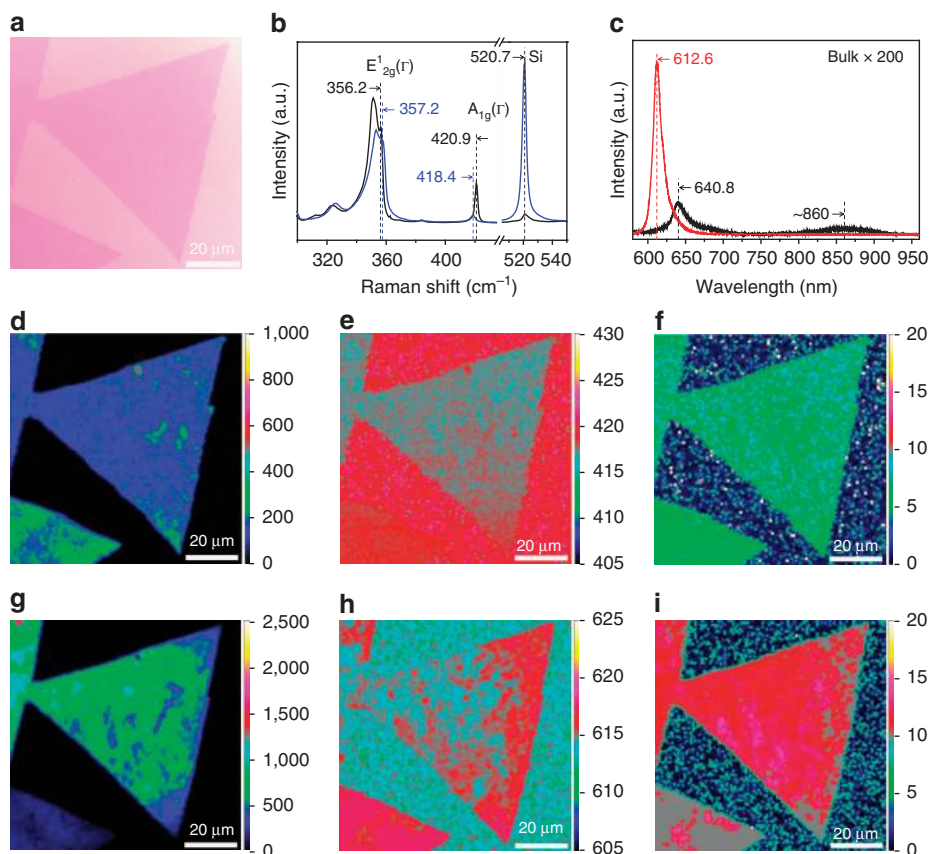 a
20 μm
b
Intensity (a.u.)
E¹2g(Γ)
356.2
357.2
A1g(Γ)
420.9
418.4
520.7
Si
320 360 400 520 540
Raman shift (cm⁻¹)
c
Intensity (a.u.)
612.6
Bulk × 200
640.8
~860
600 650 700 750 800 850 900 950
Wavelength (nm)
d
1,000
800
600
400
200
0
20 μm
e
430
425
420
415
410
405
20 μm
f
20
15
10
5
0
20 μm
g
2,500
2,000
1,500
1,000
500
0
20 μm
h
625
620
615
610
605
20 μm
i
20
15
10
5
0
20 μm